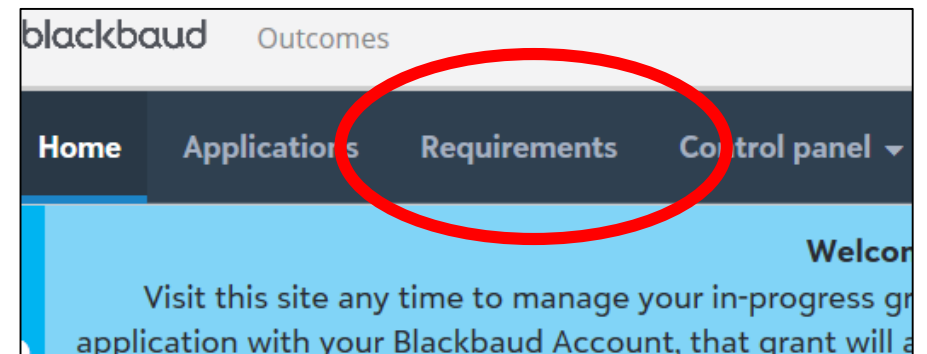 blackbaud Outcomes
Home Applications Requirements Control panel
Welcom
Visit this site any time to manage your in-progress gr
application with your Blackbaud Account, that grant will a